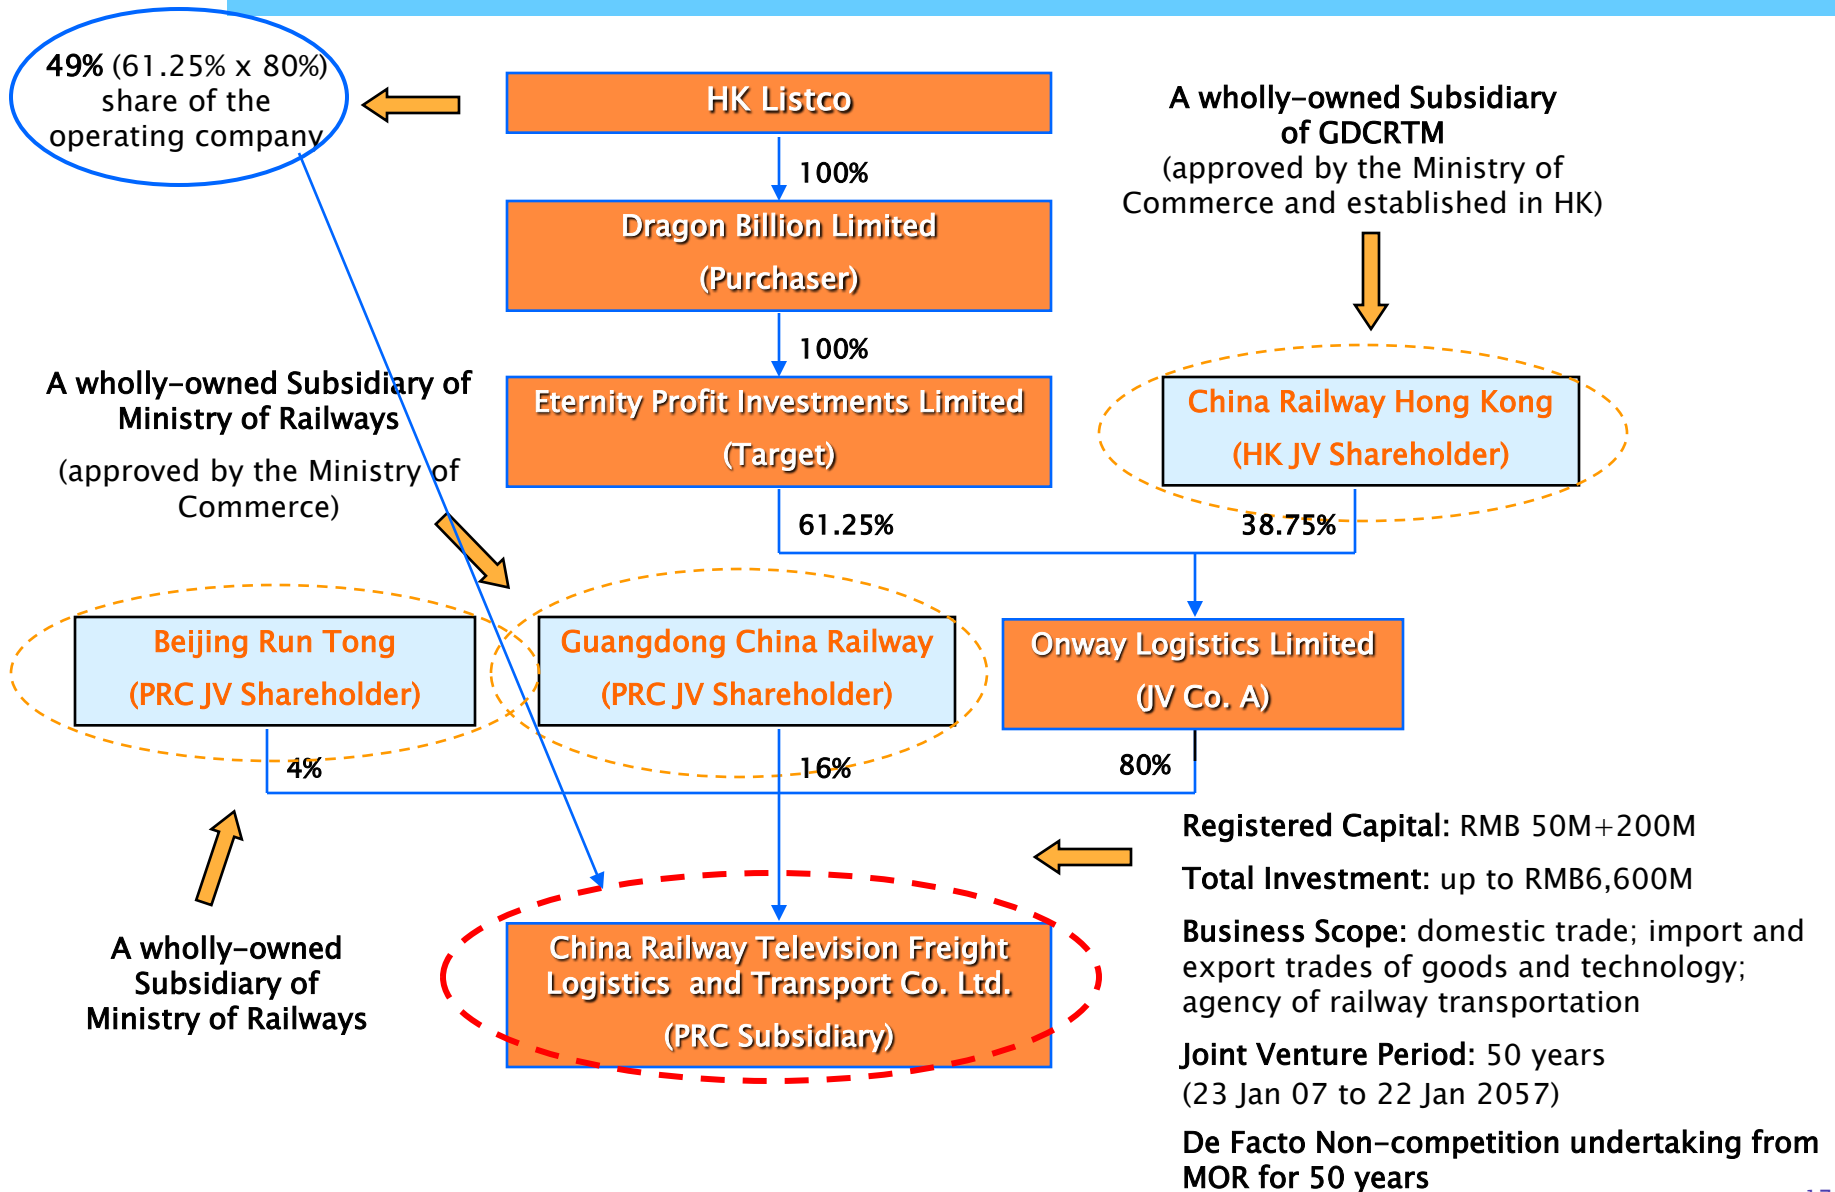 49% (61.25% x 80%)
share of the
operating company
HK Listco
A wholly-owned Subsidiary
of GDCRTM
(approved by the Ministry of
Commerce and established in HK)
100%
Dragon Billion Limited
(Purchaser)
100%
A wholly-owned Subsidiary of
Ministry of Railways
(approved by the Ministry of
Commerce)
Eternity Profit Investments Limited
(Target)
China Railway Hong Kong
(HK JV Shareholder)
61.25%
38.75%
Beijing Run Tong
(PRC JV Shareholder)
Guangdong China Railway
(PRC JV Shareholder)
Onway Logistics Limited
(JV Co. A)
4%
16%
80%
A wholly-owned
Subsidiary of
Ministry of Railways
China Railway Television Freight
Logistics and Transport Co. Ltd.
(PRC Subsidiary)
Registered Capital: RMB 50M+200M
Total Investment: up to RMB6,600M
Business Scope: domestic trade; import and
export trades of goods and technology;
agency of railway transportation
Joint Venture Period: 50 years
(23 Jan 07 to 22 Jan 2057)
De Facto Non-competition undertaking from
MOR for 50 years